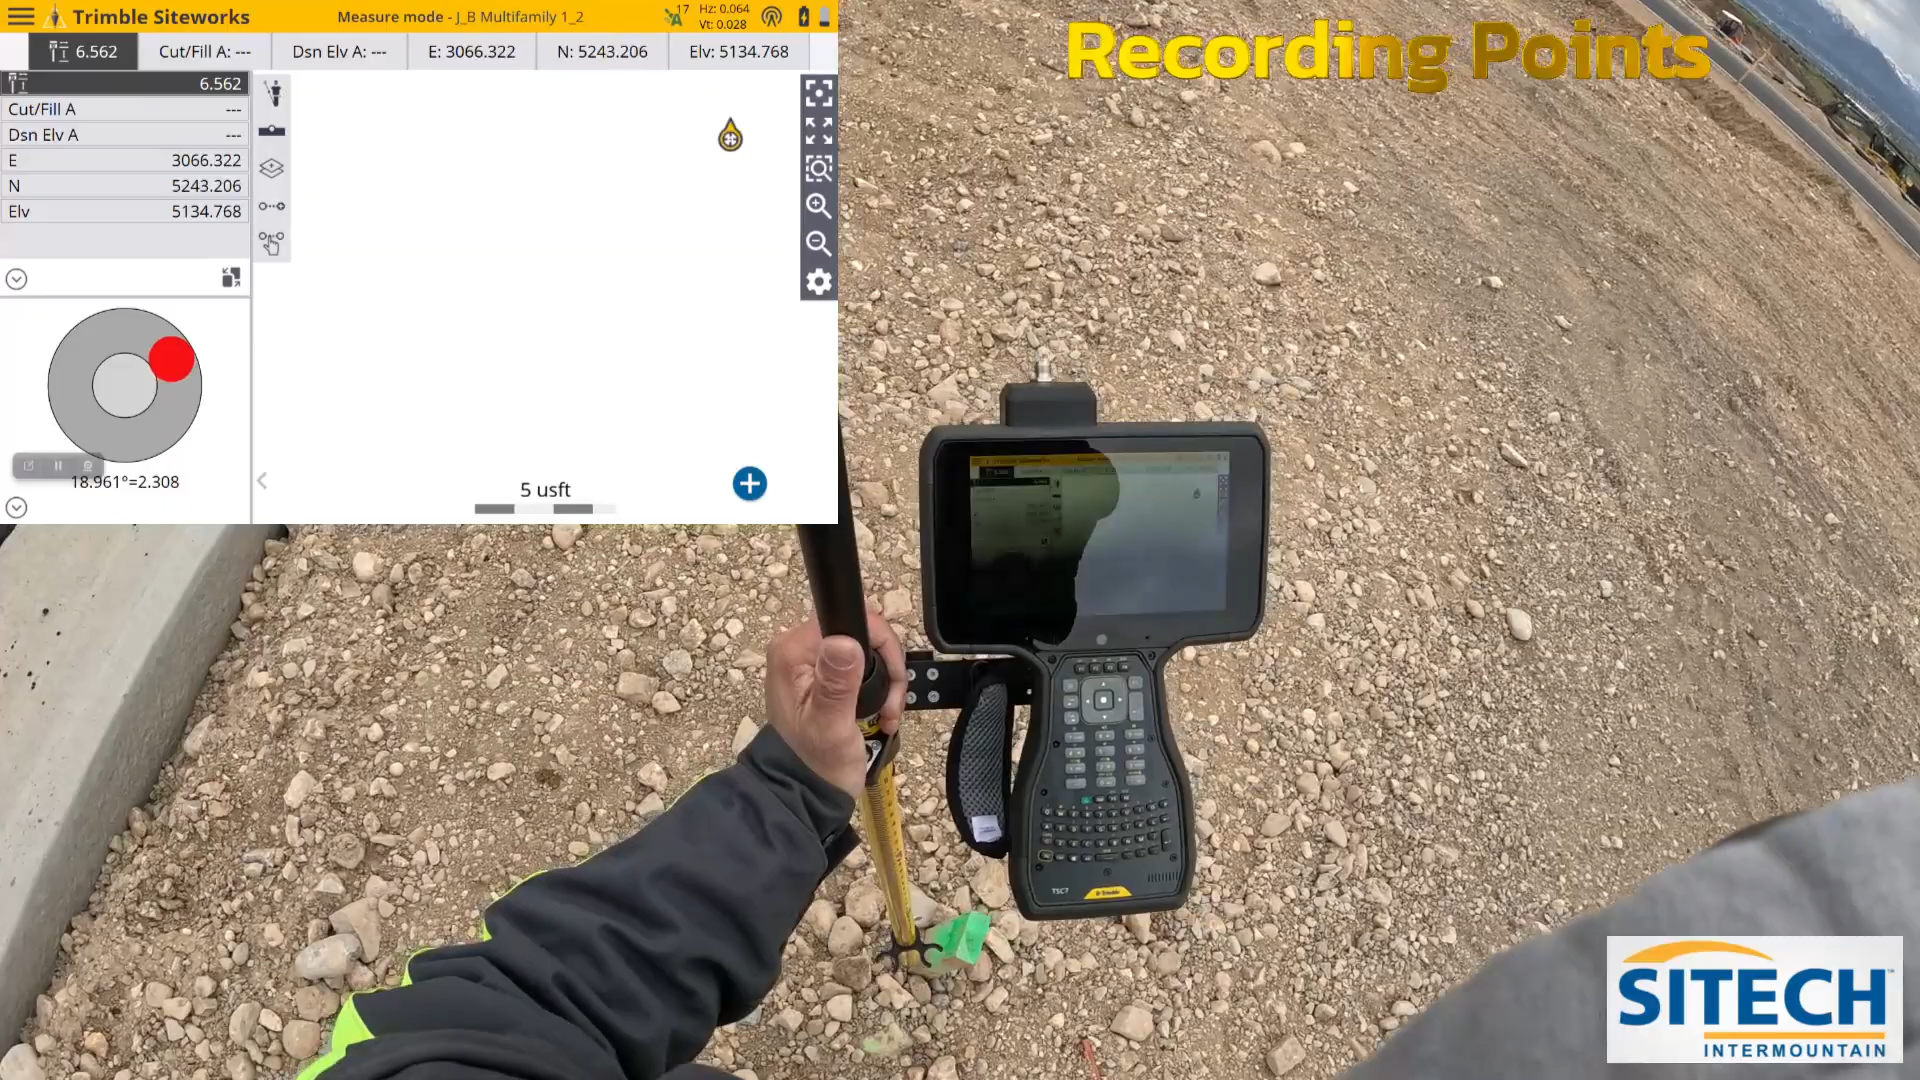 Trimble Siteworks
Measure mode - J_B Multifamily 1_2
17
Hz: 0.064
Vt: 0.028
6.562
Cut/Fill A: ---
Dsn Elv A: ---
E: 3066.322
N: 5243.206
Elv: 5134.768
6.562
Cut/Fill A ---
Dsn Elv A ---
E 3066.322
N 5243.206
Elv 5134.768
18.961°=2.308
5 usft
Recording Points
TSC7
Trimble
SITECH
INTERMOUNTAIN